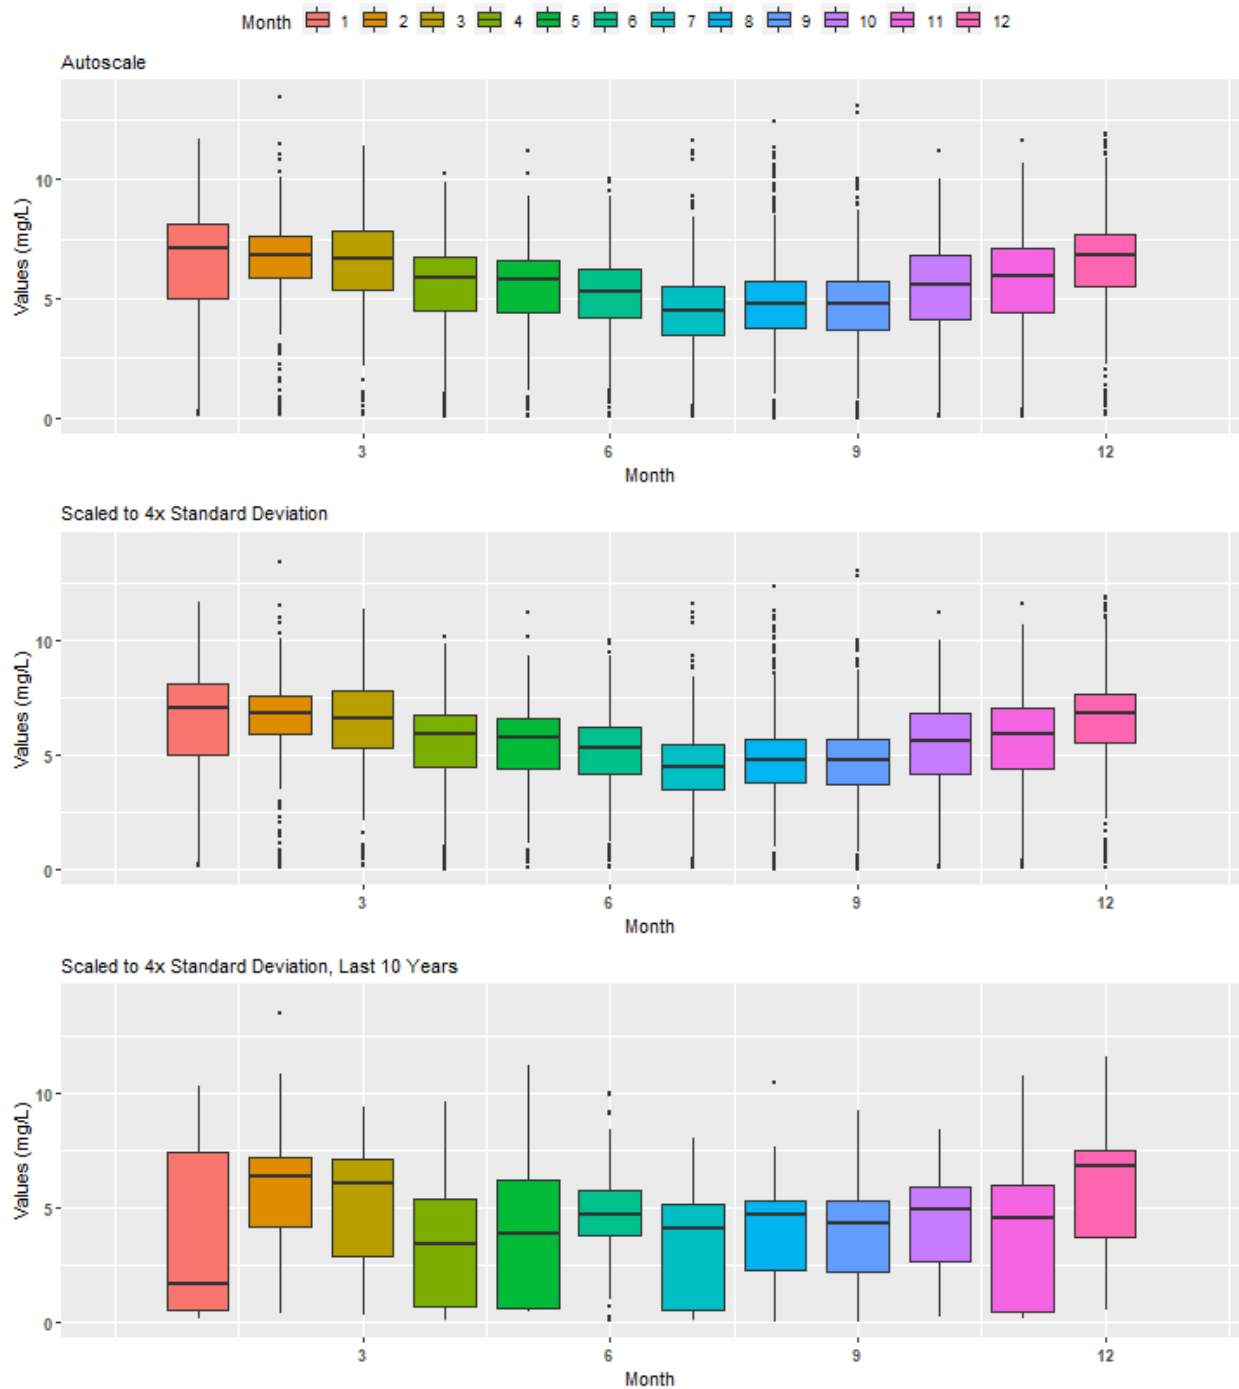 Month 1 2 3 4 5 6 7 8 9 10 11 12
Autoscale
Values (mg/L)
10
5
0
3 6 9 12
Month
Scaled to 4x Standard Deviation
Values (mg/L)
10
5
0
3 6 9 12
Month
Scaled to 4x Standard Deviation, Last 10 Years
Values (mg/L)
10
5
0
3 6 9 12
Month